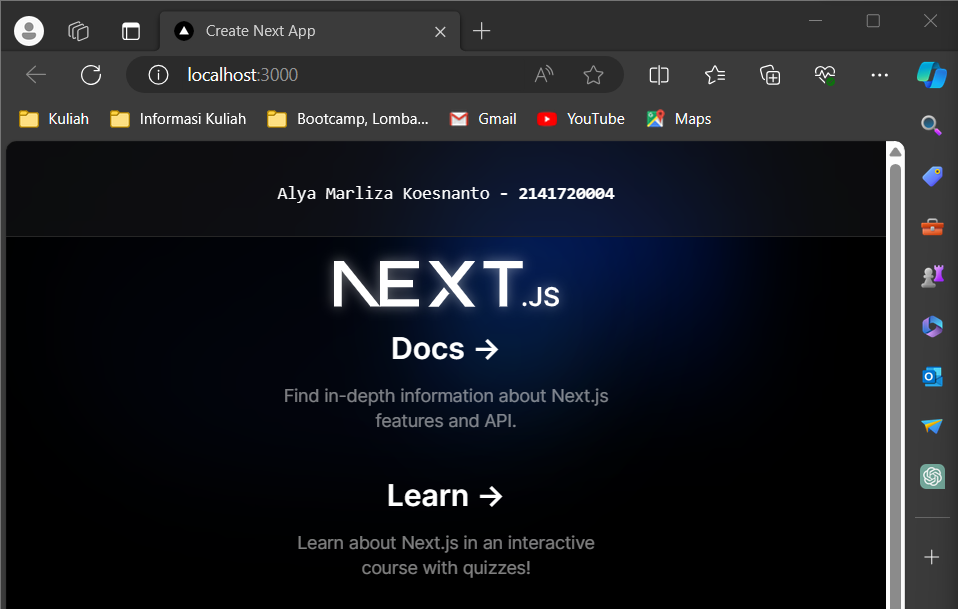 Create Next App
localhost:3000
Kuliah
Informasi Kuliah
Bootcamp, Lomba...
Gmail
YouTube
Maps
Alya Marliza Koesnanto - 2141720004
NEXT.JS
Docs →
Find in-depth information about Next.js
features and API.
Learn →
Learn about Next.js in an interactive
course with quizzes!